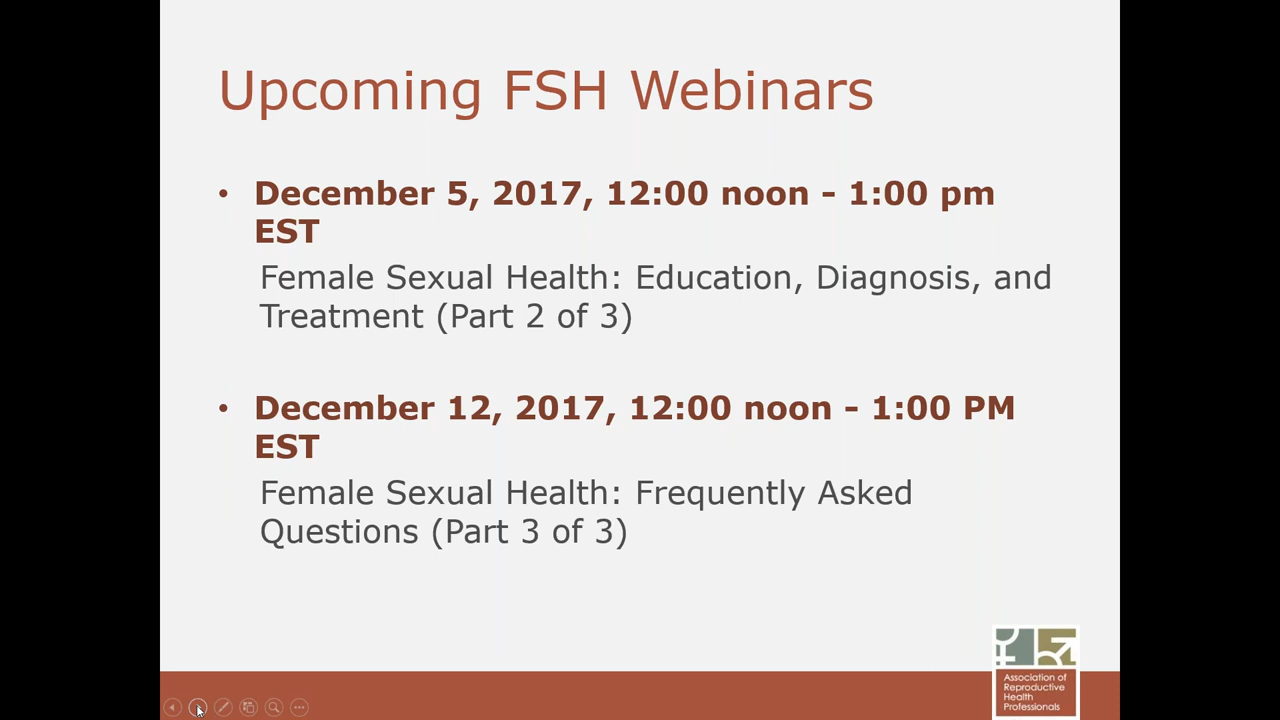 Upcoming FSH Webinars
• December 5, 2017, 12:00 noon - 1:00 pm
EST
Female Sexual Health: Education, Diagnosis, and
Treatment (Part 2 of 3)
• December 12, 2017, 12:00 noon - 1:00 PM
EST
Female Sexual Health: Frequently Asked
Questions (Part 3 of 3)
Association of
Reproductive
Health
Professionals